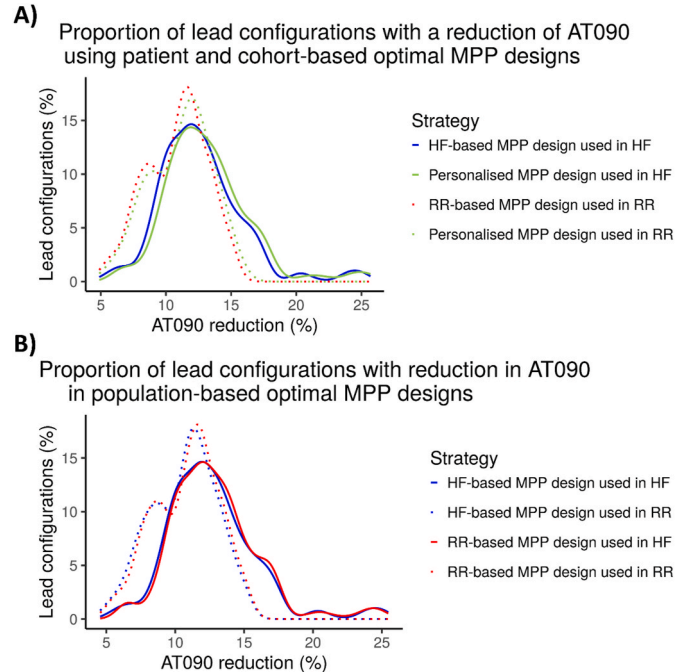 A)
Proportion of lead configurations with a reduction of AT090
using patient and cohort-based optimal MPP designs
Lead configurations (%)
15
10
5
0
5 10 15 20 25
AT090 reduction (%)
Strategy
HF-based MPP design used in HF
Personalised MPP design used in HF
RR-based MPP design used in RR
Personalised MPP design used in RR
B)
Proportion of lead configurations with reduction in AT090
in population-based optimal MPP designs
Lead configurations (%)
15
10
5
0
5 10 15 20 25
AT090 reduction (%)
Strategy
HF-based MPP design used in HF
HF-based MPP design used in RR
RR-based MPP design used in HF
RR-based MPP design used in RR